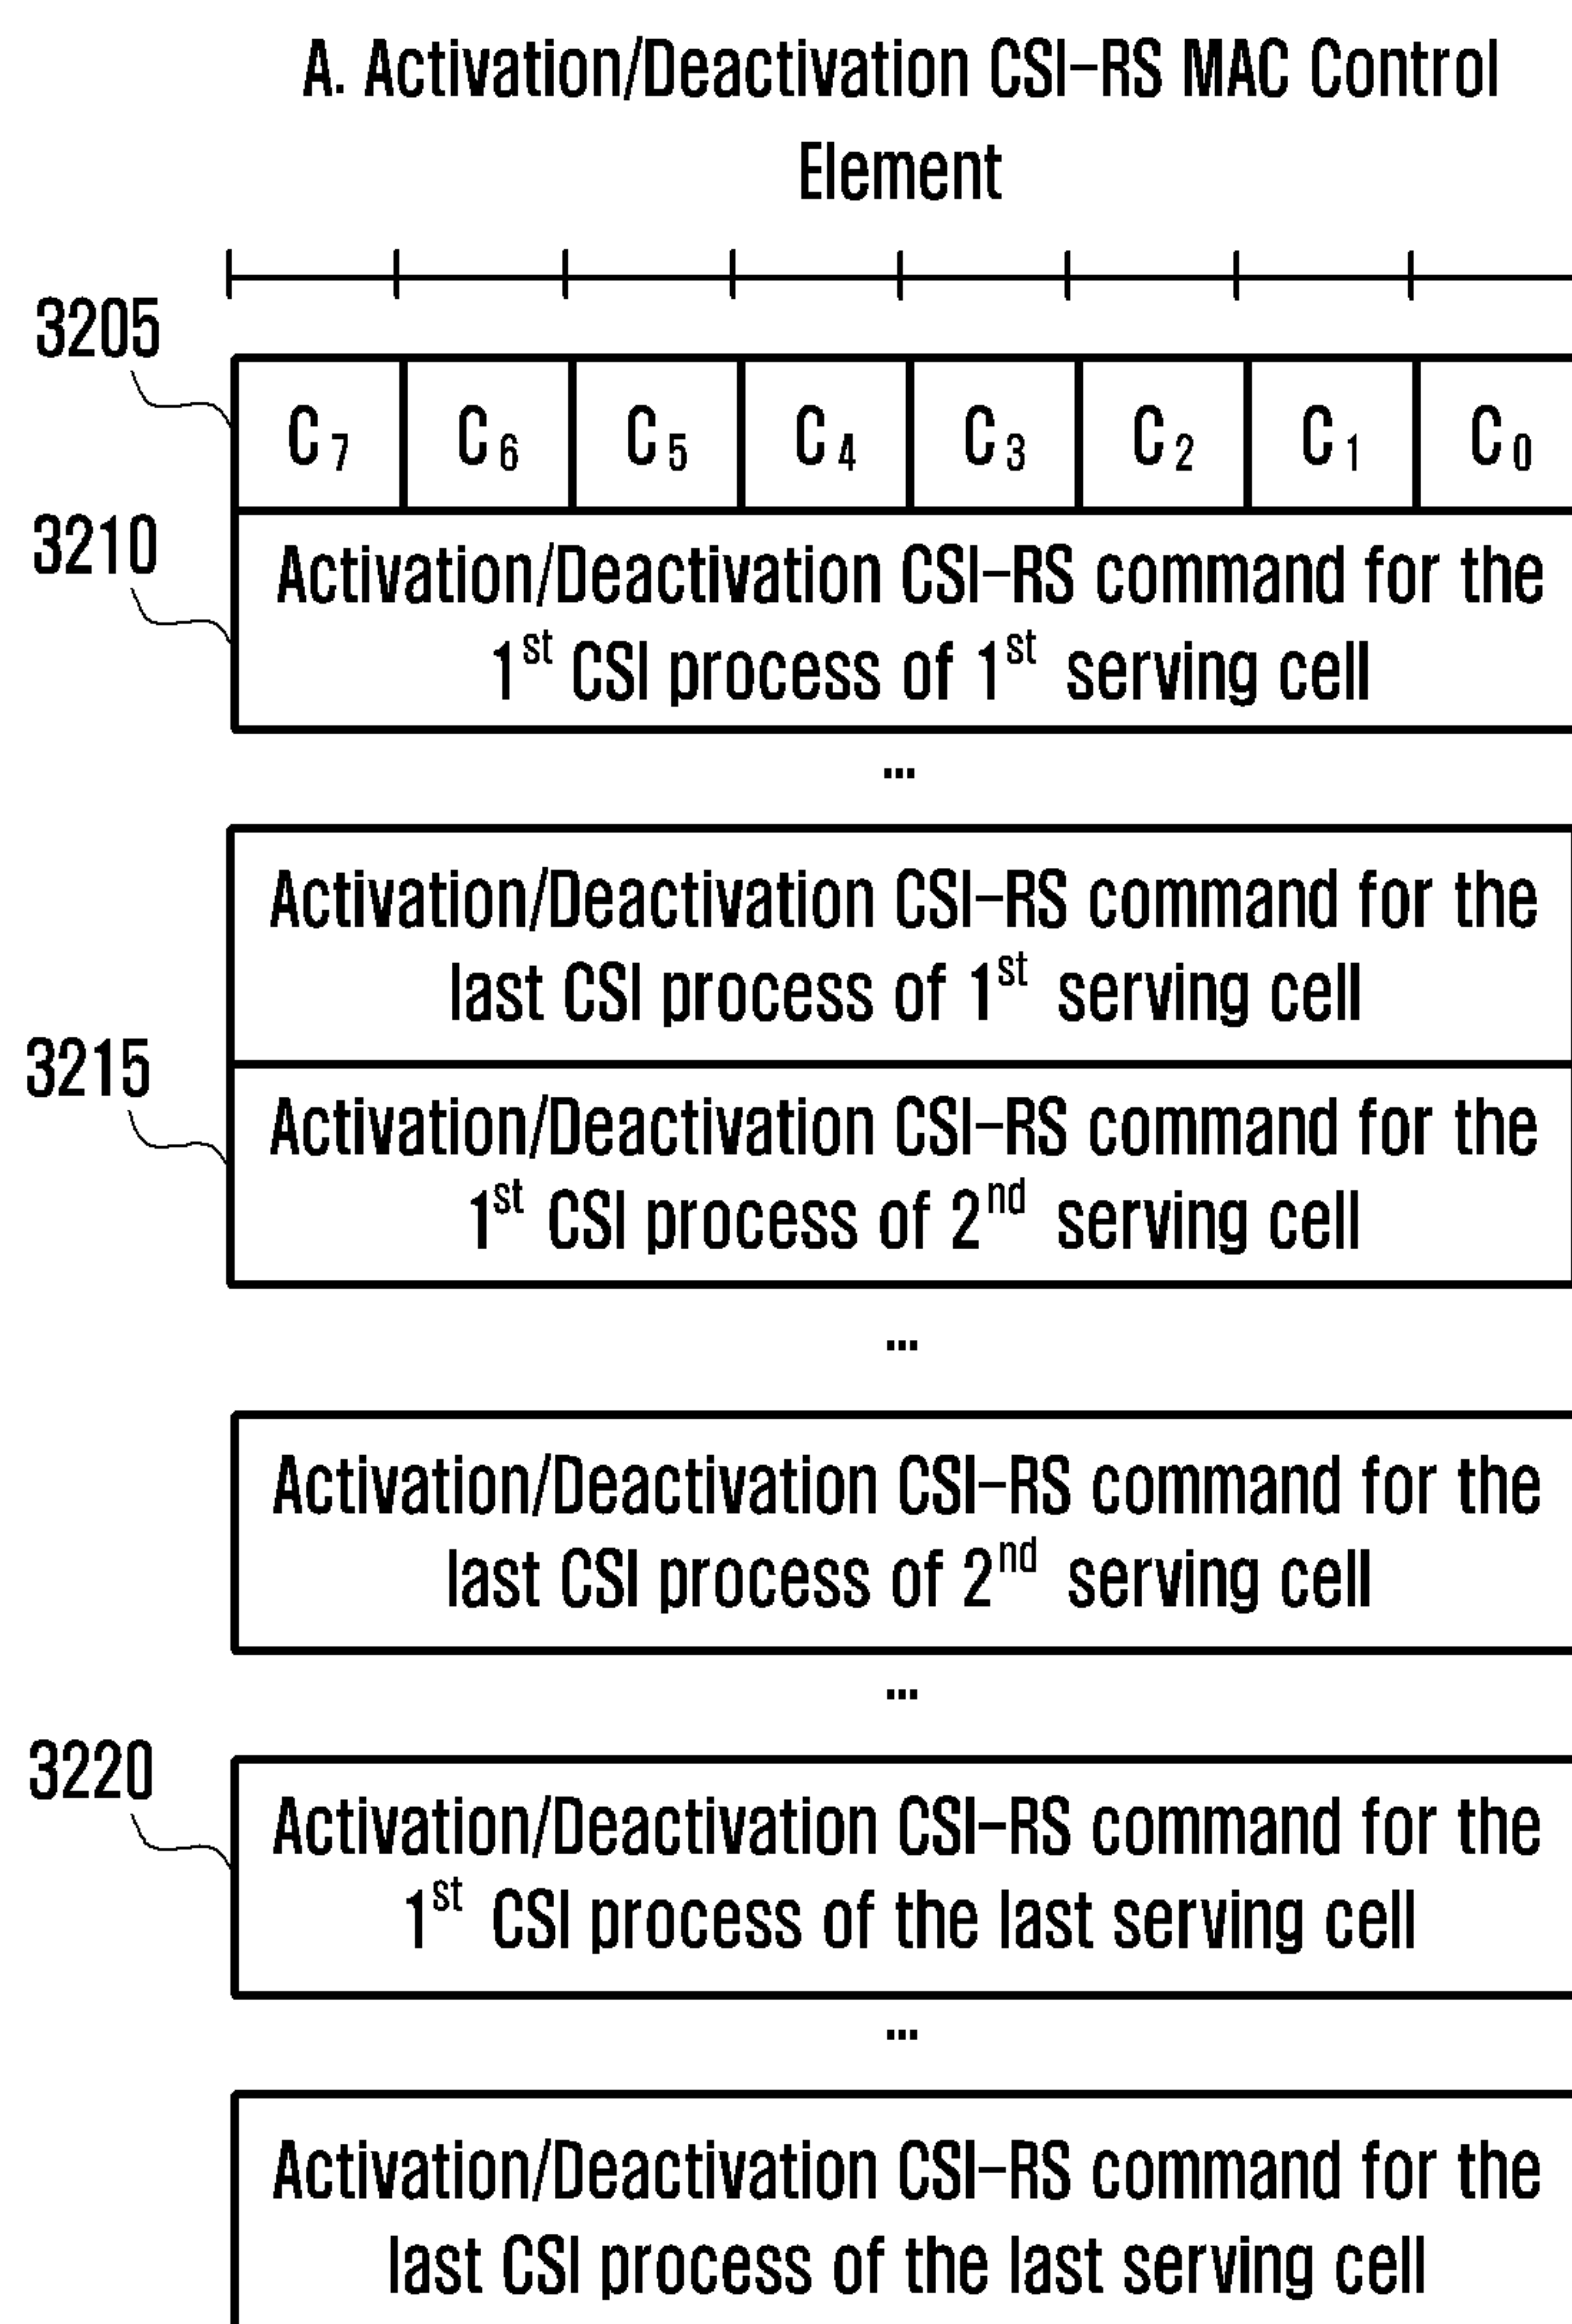 A. Activation/Deactivation CSI-RS MAC Control
Element
3205
C7 C6 C5 C4 C3 C2 C1 C0
3210
Activation/Deactivation CSI-RS command for the
1st CSI process of 1st serving cell
...
Activation/Deactivation CSI-RS command for the
last CSI process of 1st serving cell
3215
Activation/Deactivation CSI-RS command for the
1st CSI process of 2nd serving cell
...
Activation/Deactivation CSI-RS command for the
last CSI process of 2nd serving cell
...
3220
Activation/Deactivation CSI-RS command for the
1st CSI process of the last serving cell
...
Activation/Deactivation CSI-RS command for the
last CSI process of the last serving cell